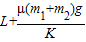 L+ μ(m₁+m₂)g / K